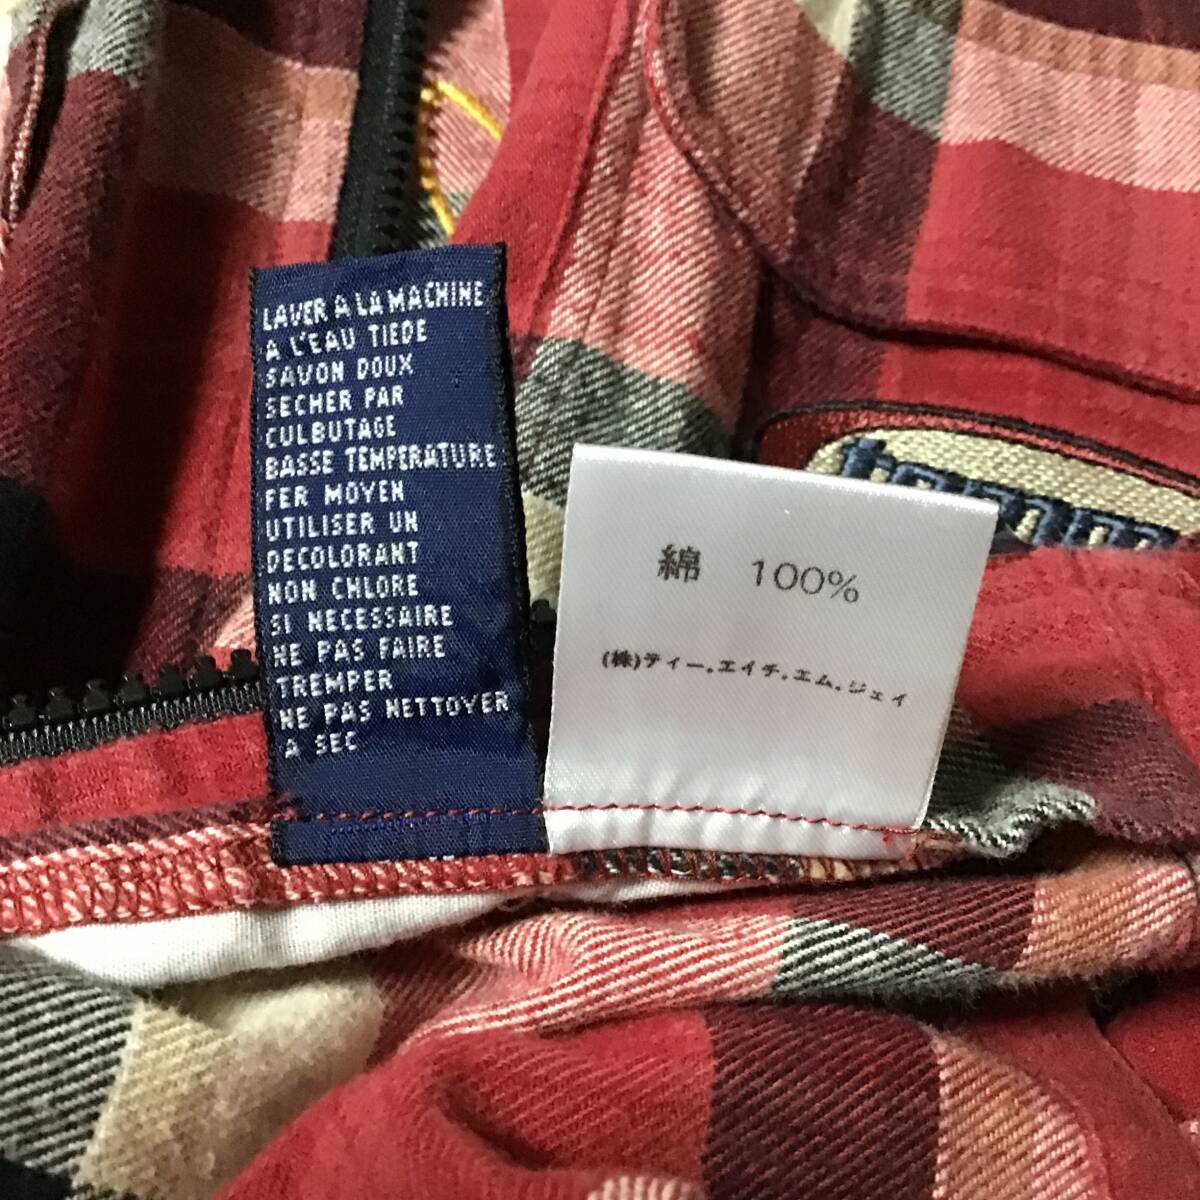 LAVER A LA MACHINE
A L'EAU TIEDE
SAVON DOUX
SECHER PAR
CULBUTAGE
BASSE TEMPERATURE
FER MOYEN
UTILISER UN
DECOLORANT
NON CHLORE
SI NECESSAIRE
NE PAS FAIRE
TREMPER
NE PAS NETTOYER
A SEC
綿 100%
(株)ティー.エイチ.エム.ジェイ